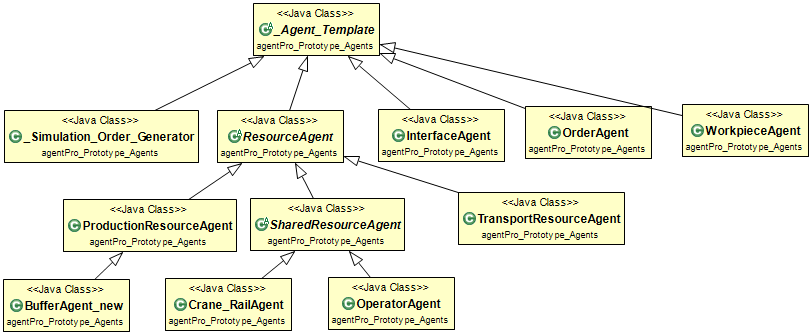 <<Java Class>>
_Agent_Template
agentPro_Prototype_Agents
<<Java Class>>
_Simulation_Order_Generator
agentPro_Prototype_Agents
<<Java Class>>
ResourceAgent
agentPro_Prototype_Agents
<<Java Class>>
InterfaceAgent
agentPro_Prototype_Agents
<<Java Class>>
OrderAgent
agentPro_Prototype_Agents
<<Java Class>>
WorkpieceAgent
agentPro_Prototype_Agents
<<Java Class>>
ProductionResourceAgent
agentPro_Prototype_Agents
<<Java Class>>
SharedResourceAgent
agentPro_Prototype_Agents
<<Java Class>>
TransportResourceAgent
agentPro_Prototype_Agents
<<Java Class>>
BufferAgent_new
agentPro_Prototype_Agents
<<Java Class>>
Crane_RailAgent
agentPro_Prototype_Agents
<<Java Class>>
OperatorAgent
agentPro_Prototype_Agents